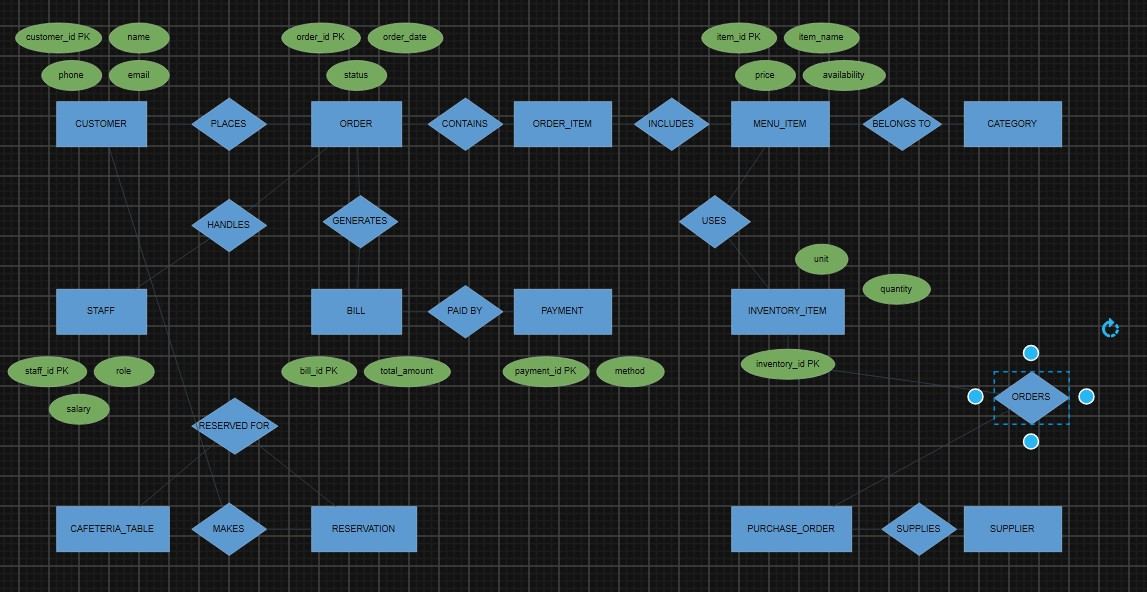 customer_id PK
name
order_id PK
order_date
item_id PK
item_name
phone
email
status
price
availability
CUSTOMER
PLACES
ORDER
CONTAINS
ORDER_ITEM
INCLUDES
MENU_ITEM
BELONGS TO
CATEGORY
HANDLES
GENERATES
USES
unit
quantity
STAFF
BILL
PAID BY
PAYMENT
INVENTORY_ITEM
staff_id PK
role
bill_id PK
total_amount
payment_id PK
method
inventory_id PK
ORDERS
salary
RESERVED FOR
CAFETERIA_TABLE
MAKES
RESERVATION
PURCHASE_ORDER
SUPPLIES
SUPPLIER